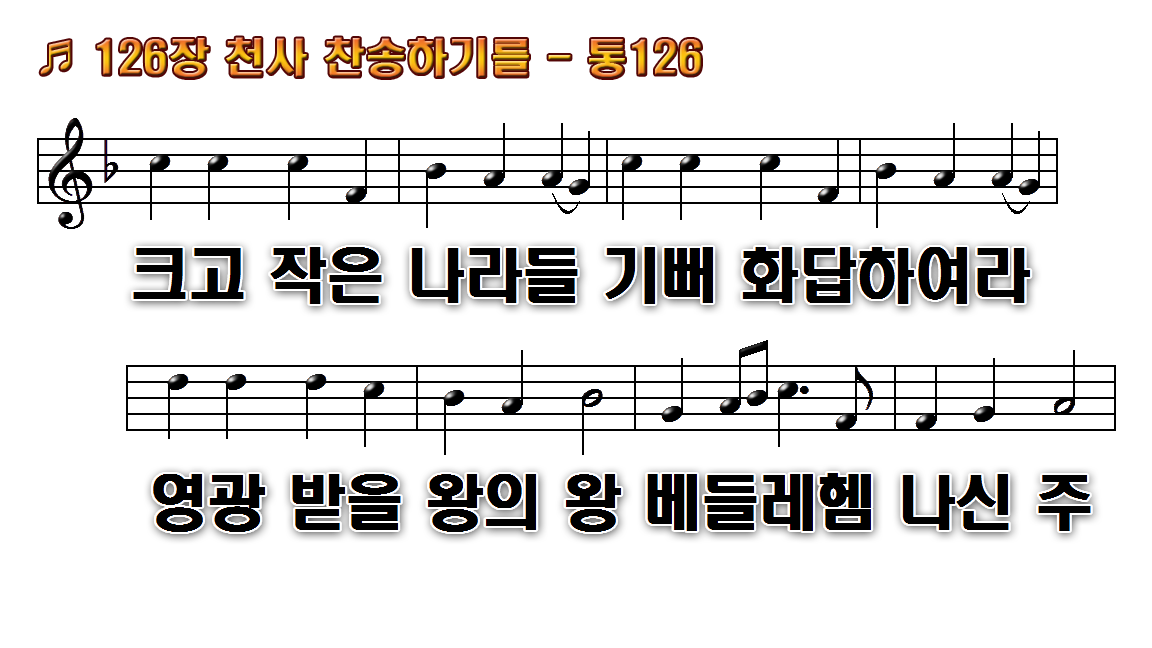 126장 천사 찬송하기를 - 통126
크고 작은 나라들 기뻐 화답하여라
영광 받을 왕의 왕 베들레헴 나신 주